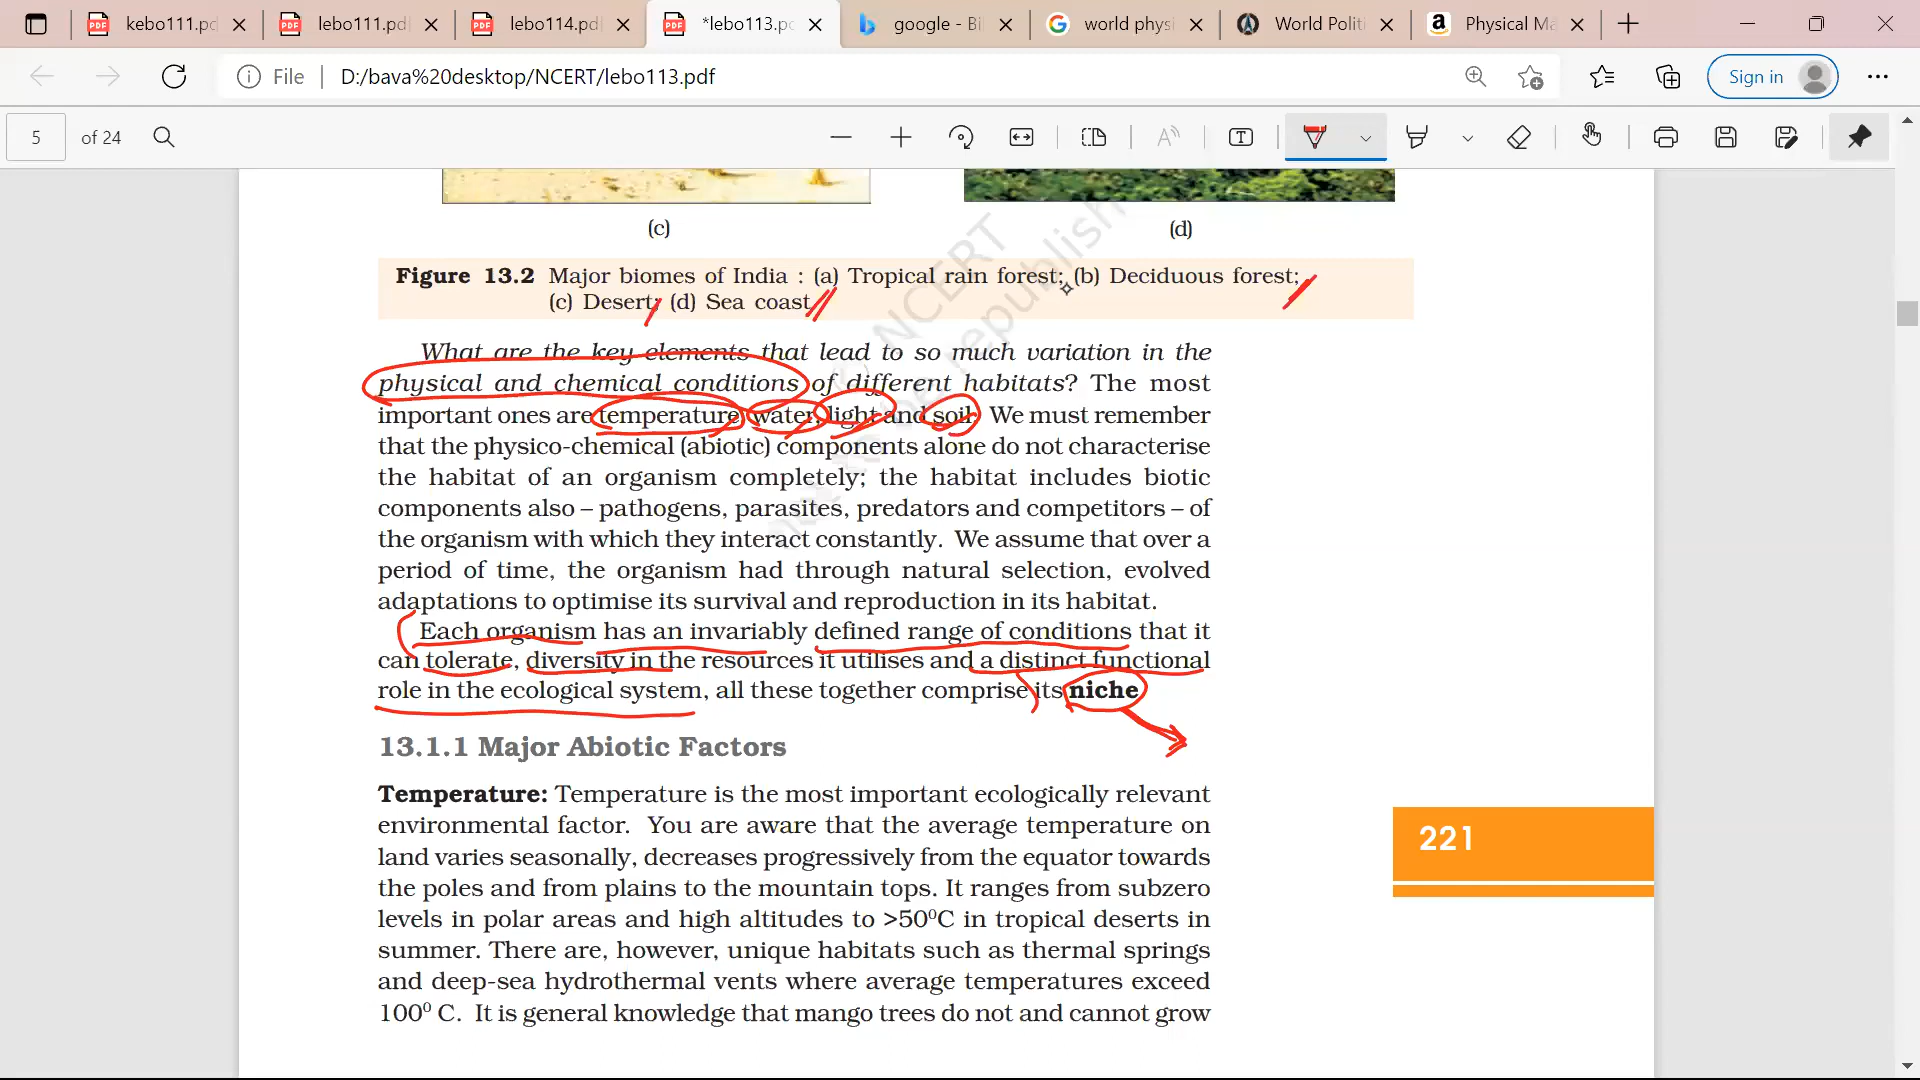 kebo111.pd
lebo111.pd
lebo114.pd
*lebo113.pd
google - Bi
world physi
World Politi
Physical Ma
File
D:/bava%20desktop/NCERT/lebo113.pdf
Sign in
5
of 24
(c)
(d)
Figure 13.2 Major biomes of India : (a) Tropical rain forest; (b) Deciduous forest;
(c) Desert; (d) Sea coast
What are the key elements that lead to so much variation in the
physical and chemical conditions of different habitats? The most
important ones are temperature, water, light and soil. We must remember
that the physico-chemical (abiotic) components alone do not characterise
the habitat of an organism completely; the habitat includes biotic
components also – pathogens, parasites, predators and competitors – of
the organism with which they interact constantly. We assume that over a
period of time, the organism had through natural selection, evolved
adaptations to optimise its survival and reproduction in its habitat.
Each organism has an invariably defined range of conditions that it
can tolerate, diversity in the resources it utilises and a distinct functional
role in the ecological system, all these together comprise its niche
13.1.1 Major Abiotic Factors
Temperature: Temperature is the most important ecologically relevant
environmental factor. You are aware that the average temperature on
land varies seasonally, decreases progressively from the equator towards
the poles and from plains to the mountain tops. It ranges from subzero
levels in polar areas and high altitudes to >50⁰C in tropical deserts in
summer. There are, however, unique habitats such as thermal springs
and deep-sea hydrothermal vents where average temperatures exceed
100⁰ C. It is general knowledge that mango trees do not and cannot grow
221
© NCERT
not to be republish